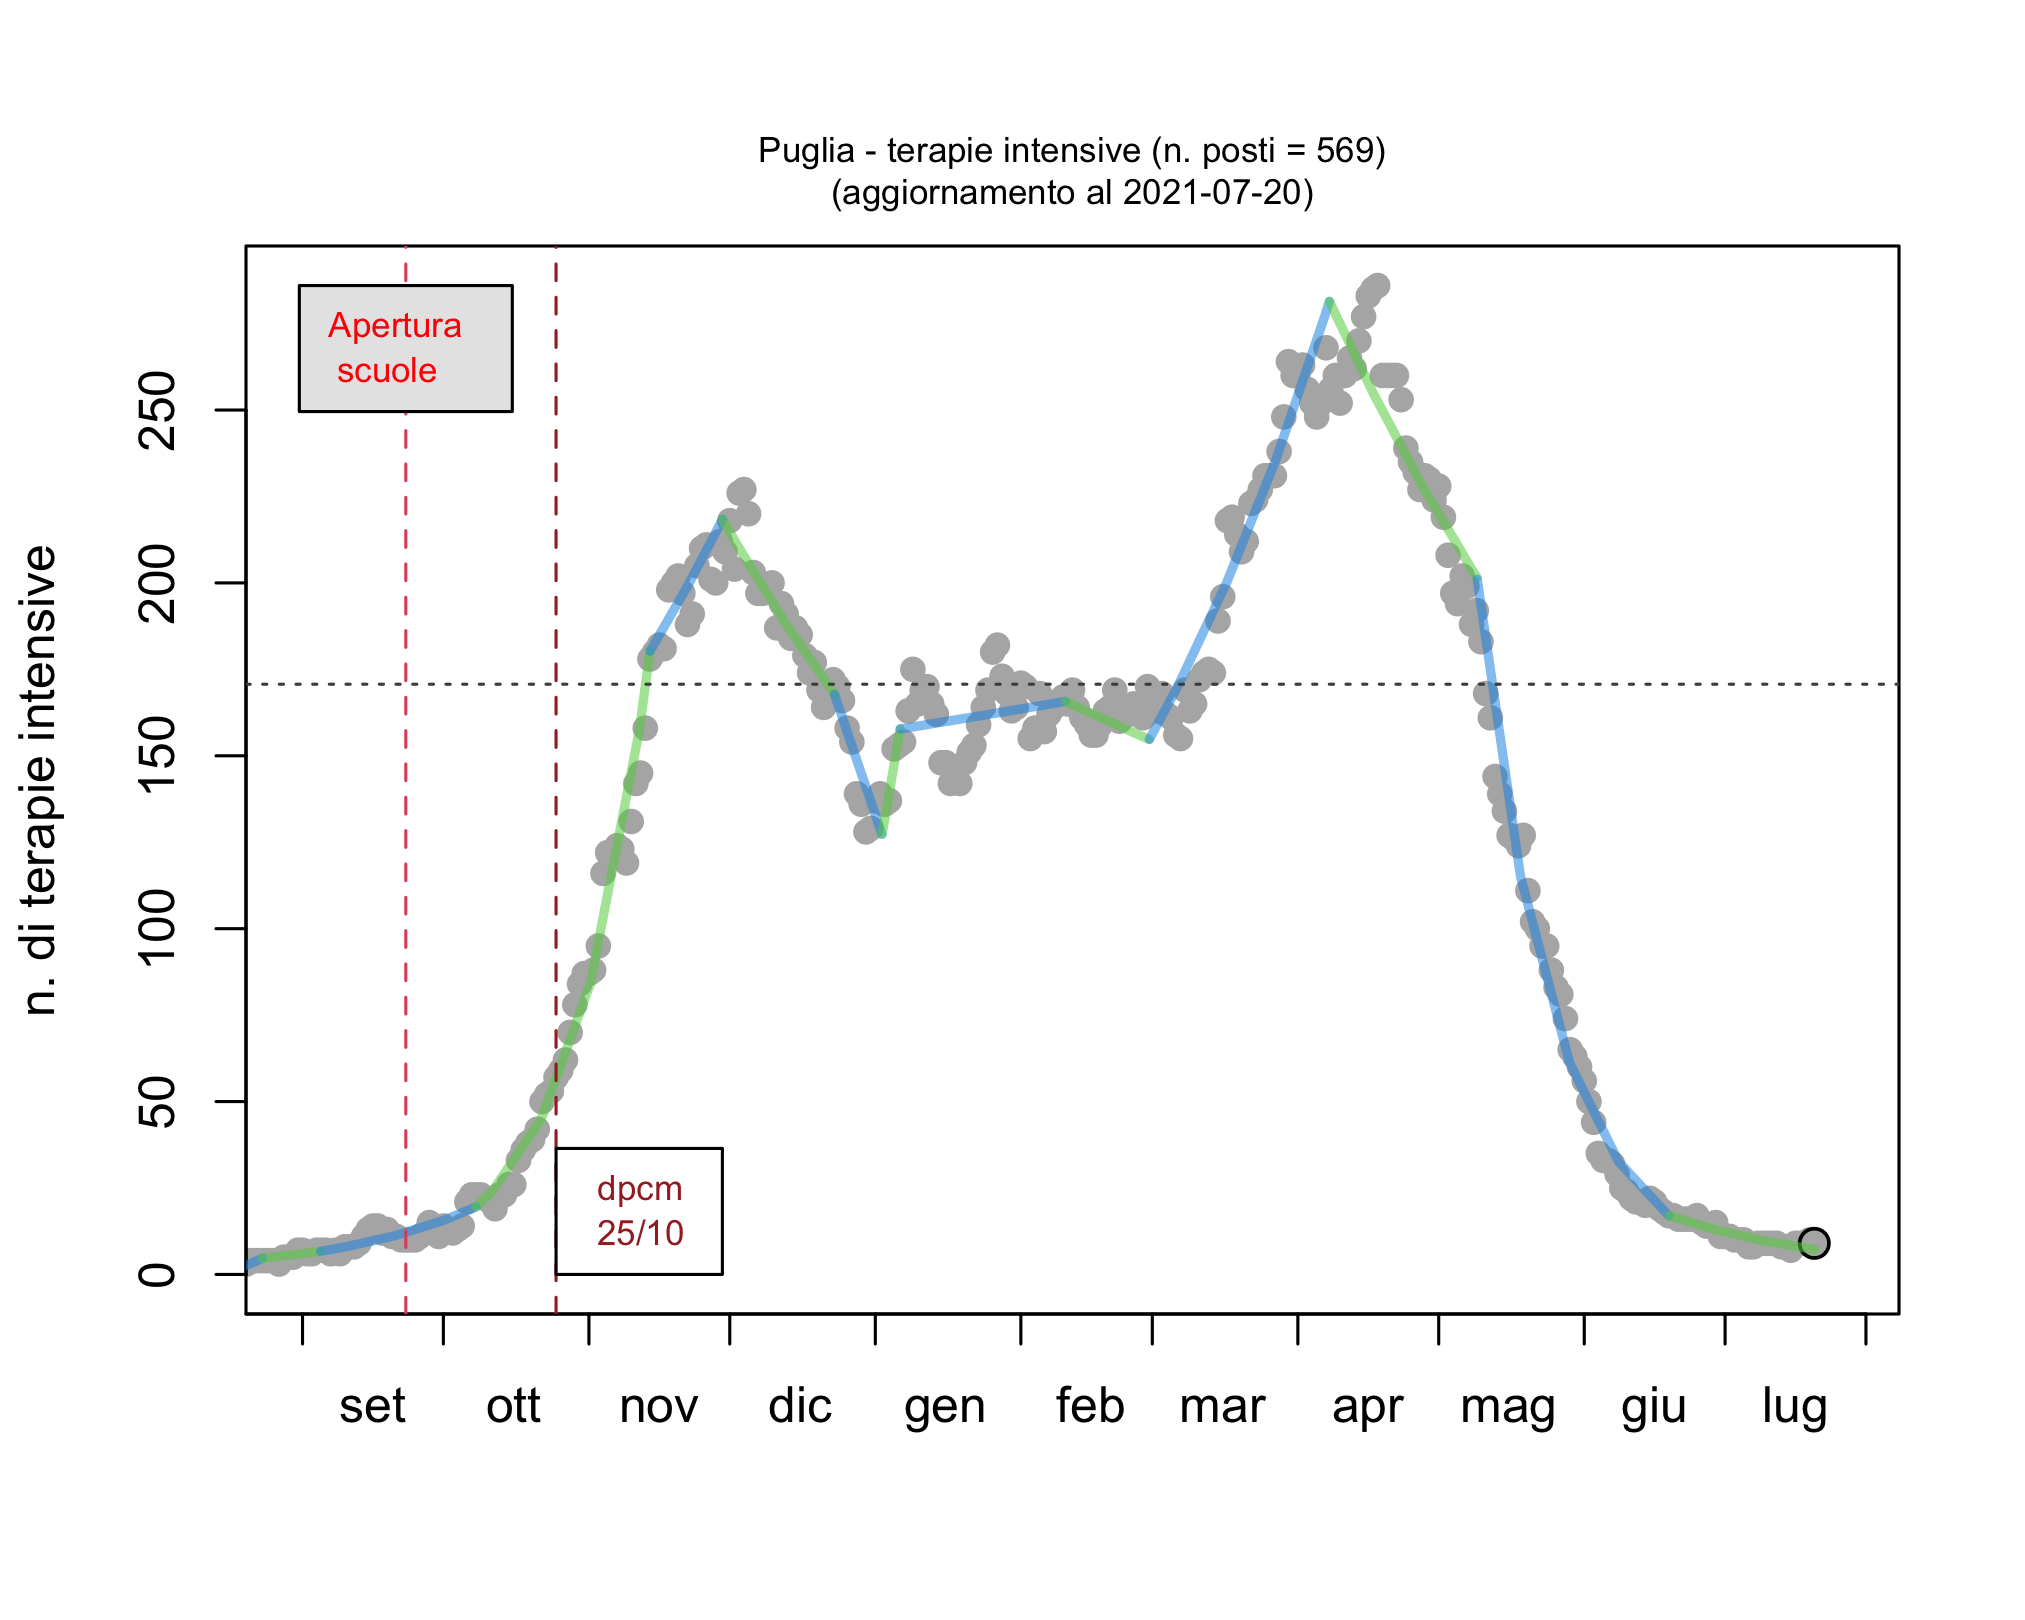 Puglia - terapie intensive (n. posti = 569)
(aggiornamento al 2021-07-20)
n. di terapie intensive
250
200
150
100
50
0
Apertura
scuole
dpcm
25/10
set ott nov dic gen feb mar apr mag giu lug